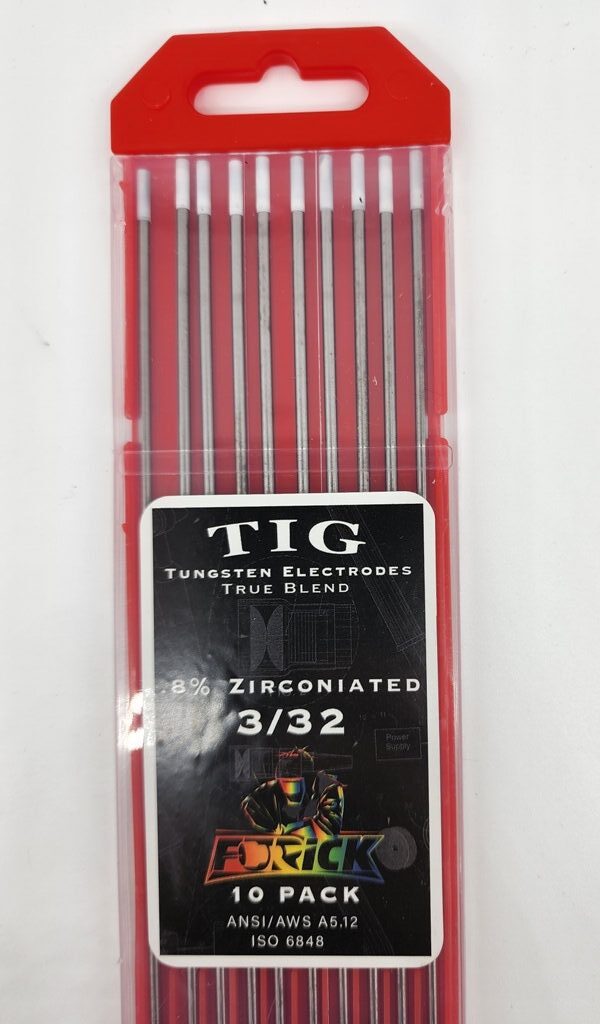 TIG
TUNGSTEN ELECTRODES
TRUE BLEND
.8% ZIRCONIATED
3/32
Power
Supply
FORICK
10 PACK
ANSI/AWS A5.12
ISO 6848